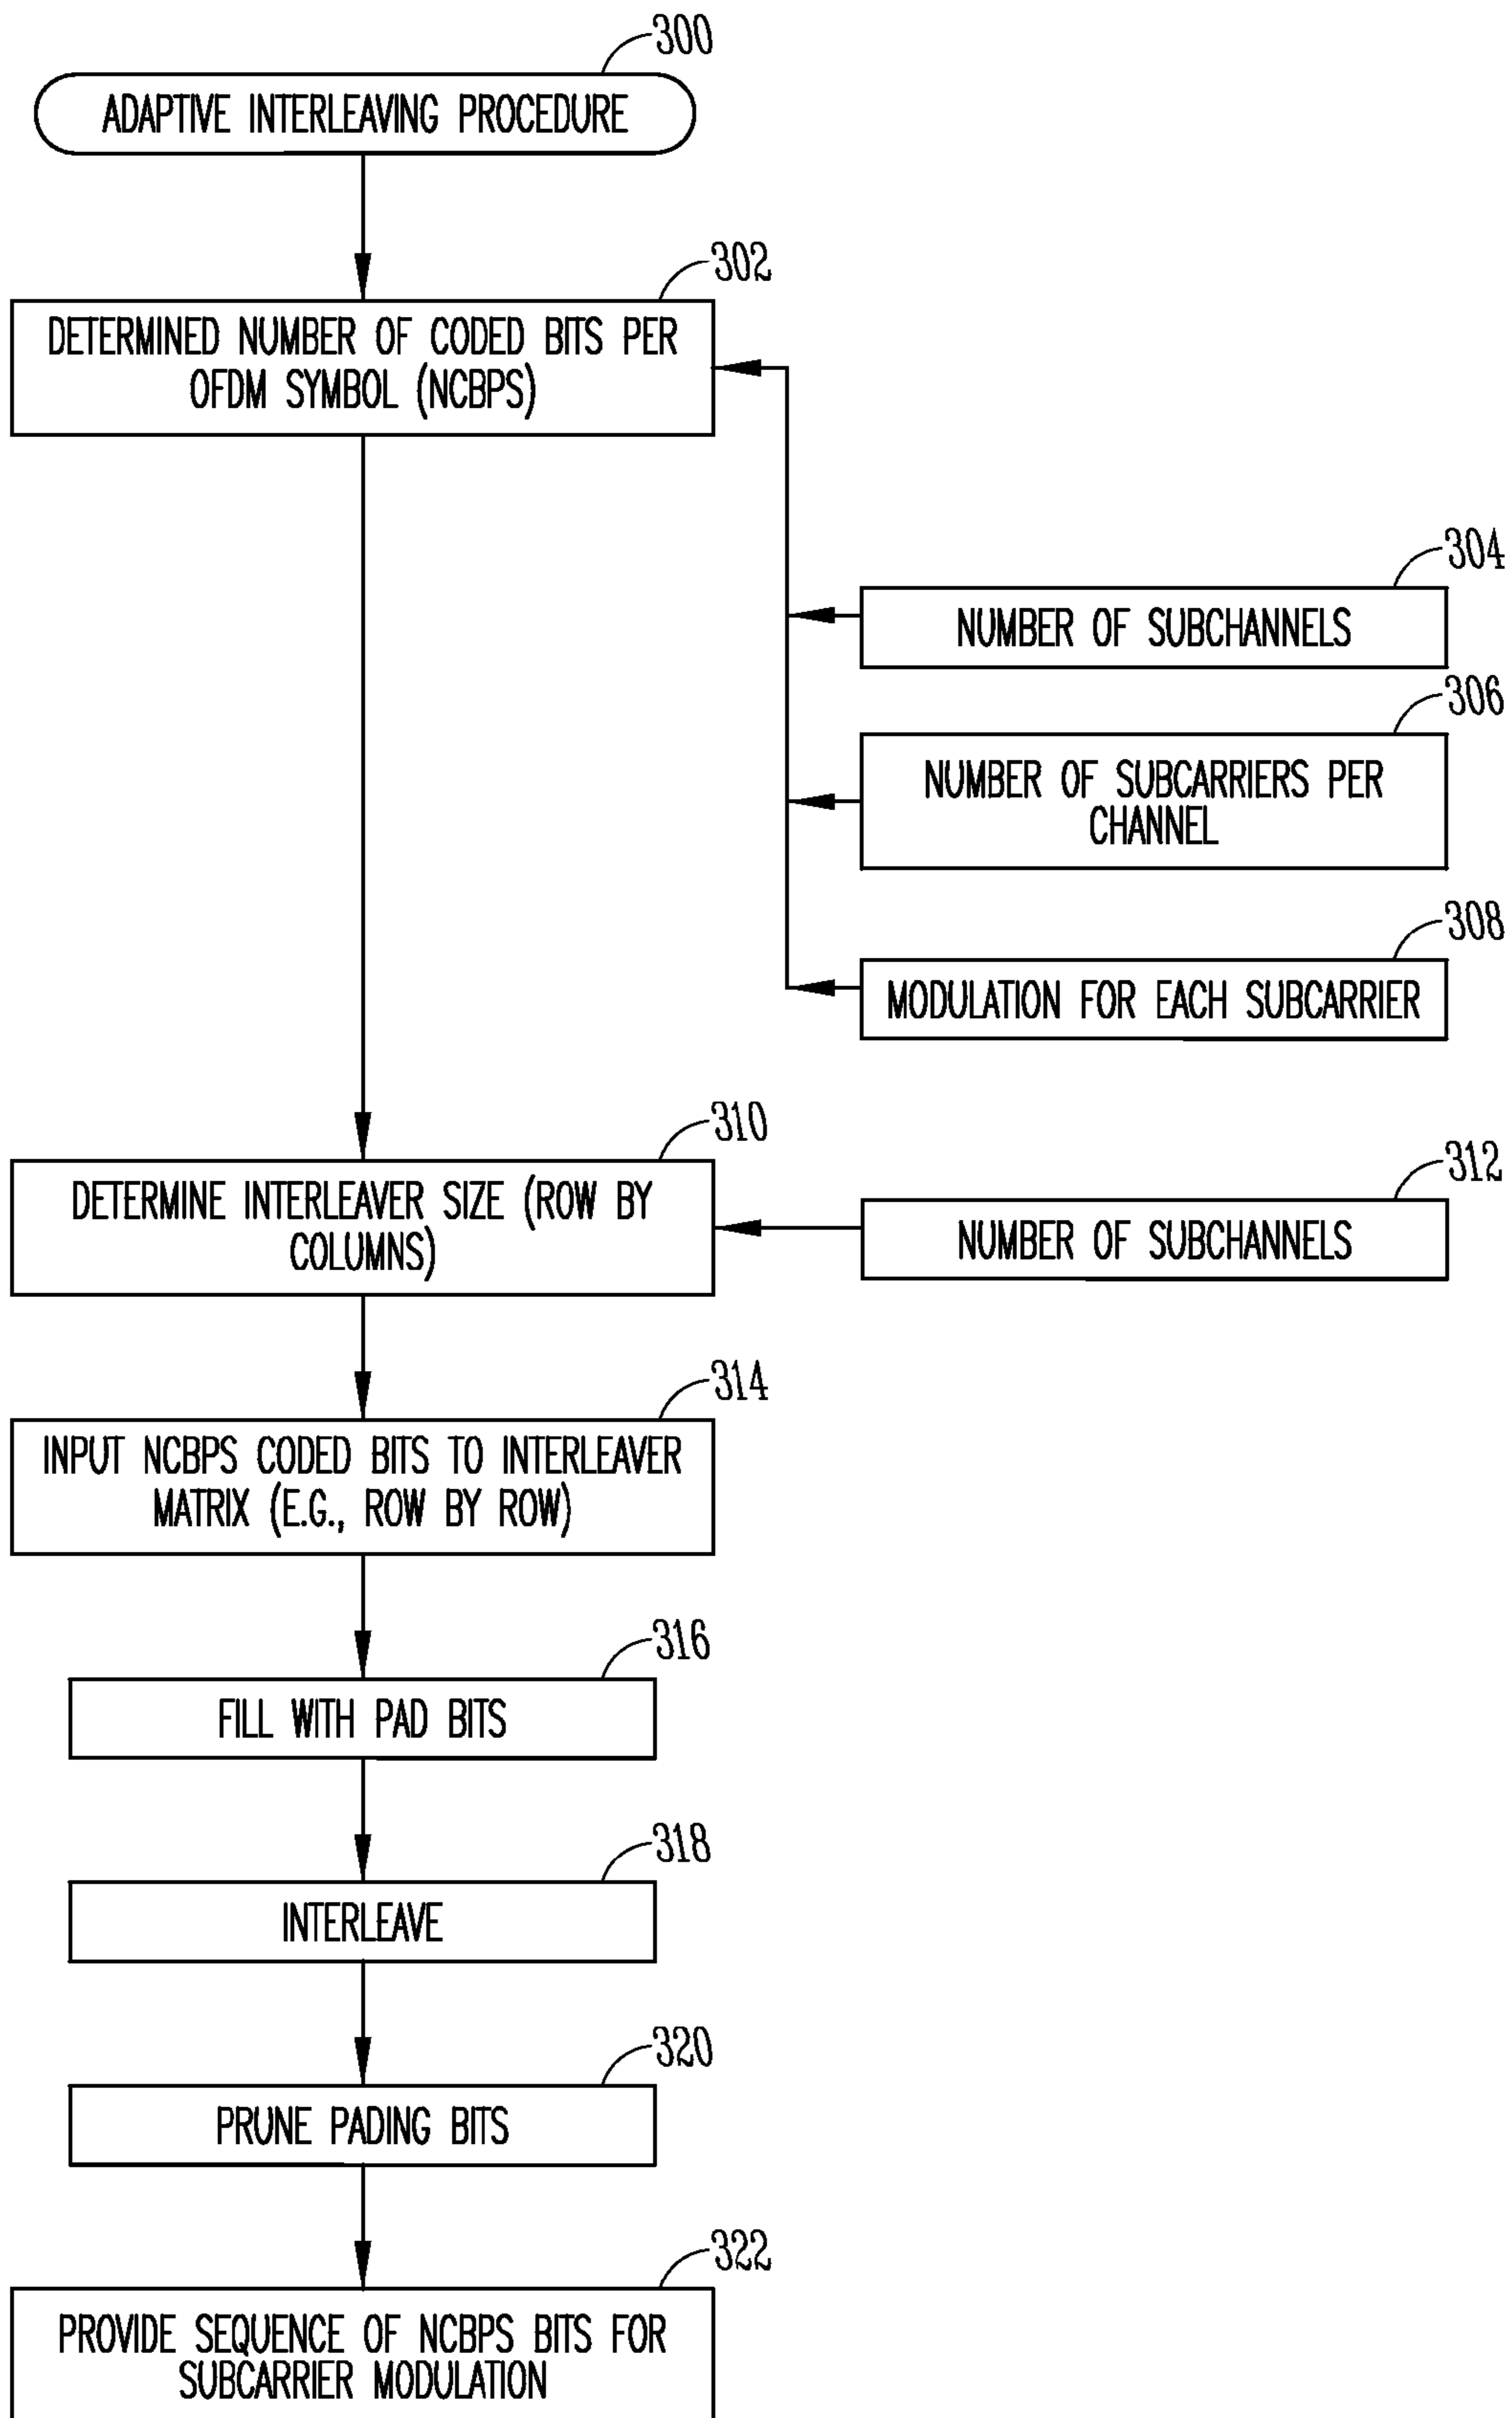 300
ADAPTIVE INTERLEAVING PROCEDURE
302
DETERMINED NUMBER OF CODED BITS PER
OFDM SYMBOL (NCBPS)
304
NUMBER OF SUBCHANNELS
306
NUMBER OF SUBCARRIERS PER
CHANNEL
308
MODULATION FOR EACH SUBCARRIER
310
DETERMINE INTERLEAVER SIZE (ROW BY
COLUMNS)
312
NUMBER OF SUBCHANNELS
314
INPUT NCBPS CODED BITS TO INTERLEAVER
MATRIX (E.G., ROW BY ROW)
316
FILL WITH PAD BITS
318
INTERLEAVE
320
PRUNE PADING BITS
322
PROVIDE SEQUENCE OF NCBPS BITS FOR
SUBCARRIER MODULATION